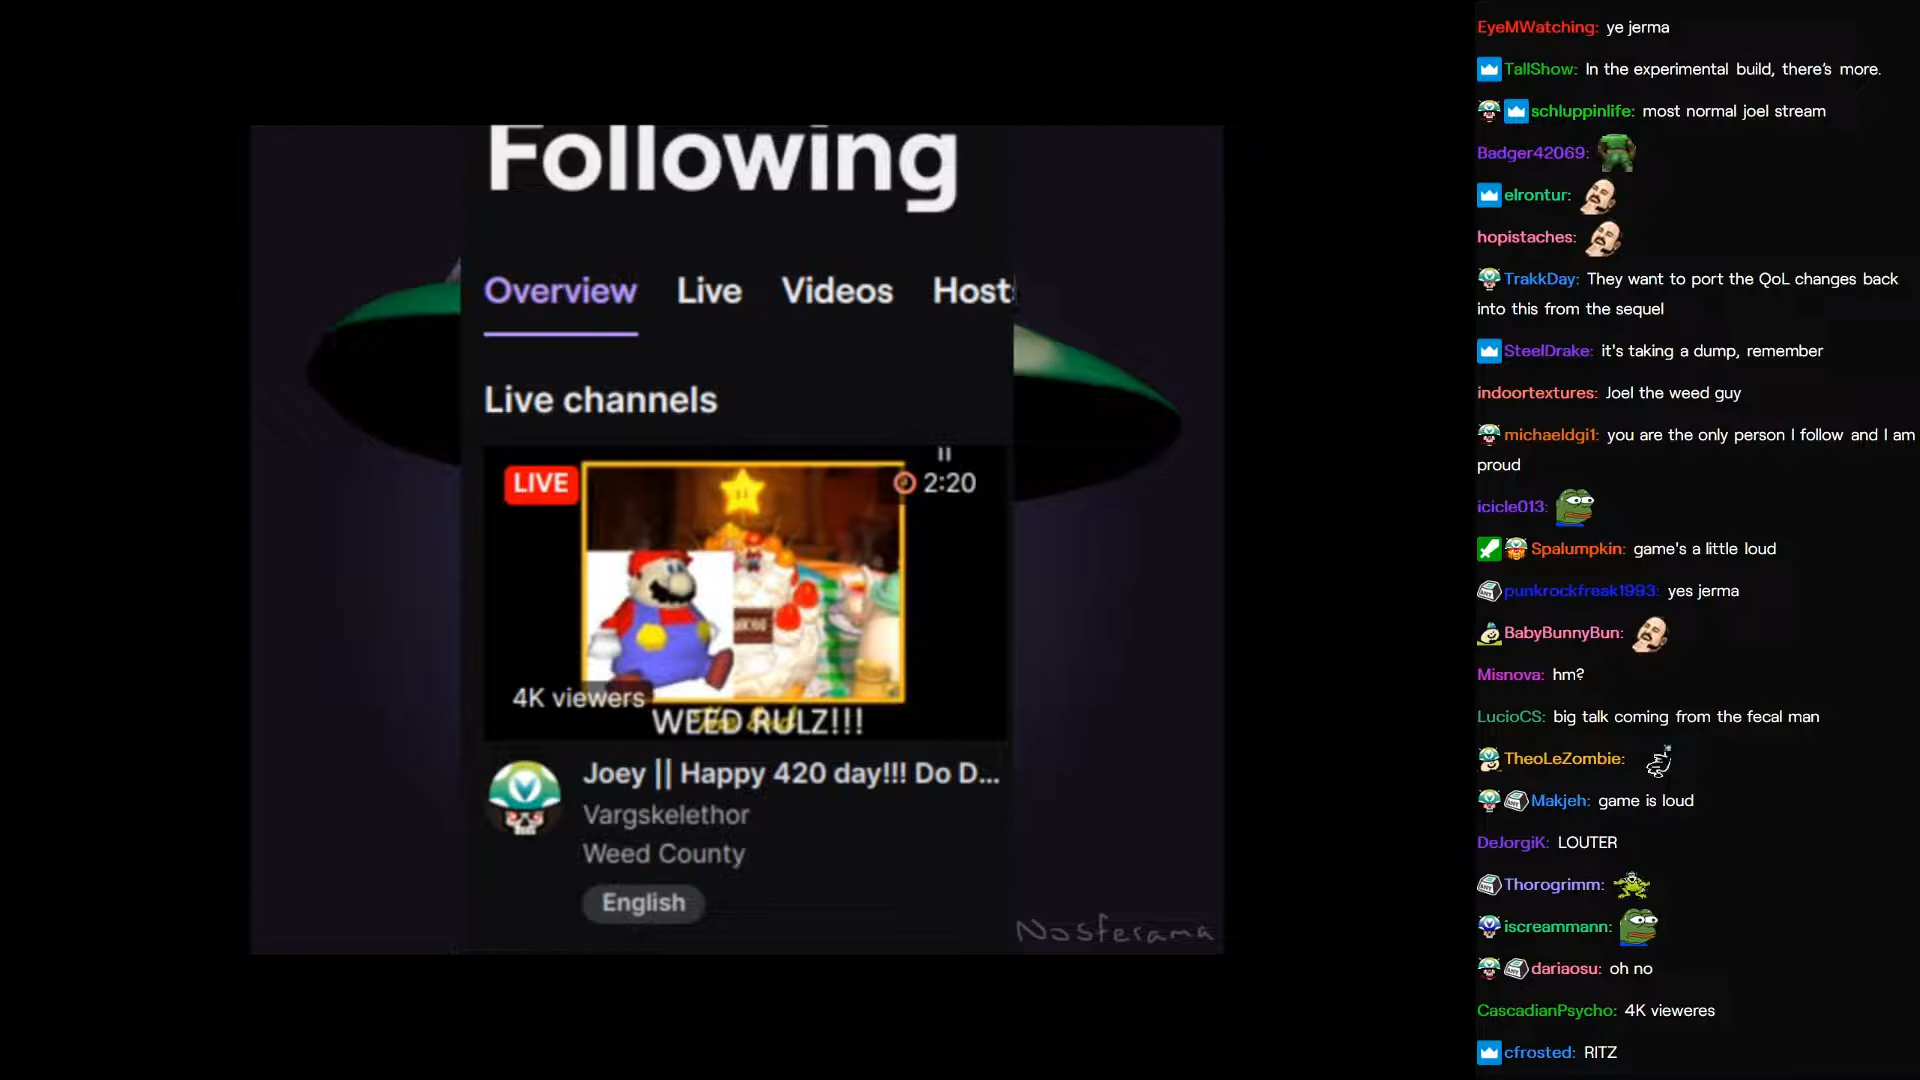 Following
Overview Live Videos Host
Live channels
LIVE
2:20
4K viewers
WEED RULZ!!!
Joey || Happy 420 day!!! Do D...
Vargskelethor
Weed County
English
Nosferama
EyeMWatching: ye jerma
TallShow: In the experimental build, there's more.
schluppinlife: most normal joel stream
Badger42069:
elrontur:
hopistaches:
TrakkDay: They want to port the QoL changes back
into this from the sequel
SteelDrake: it's taking a dump, remember
indoortextures: Joel the weed guy
michaeldgi1: you are the only person I follow and I am
proud
icicle013:
Spalumpkin: game's a little loud
punkrockfreak1993: yes jerma
BabyBunnyBun:
Misnova: hm?
LucioCS: big talk coming from the fecal man
TheoLeZombie:
Makjeh: game is loud
DeJorgiK: LOUTER
Thorogrimm:
iscreammann:
dariaosu: oh no
CascadianPsycho: 4K vieweres
cfrosted: RITZ